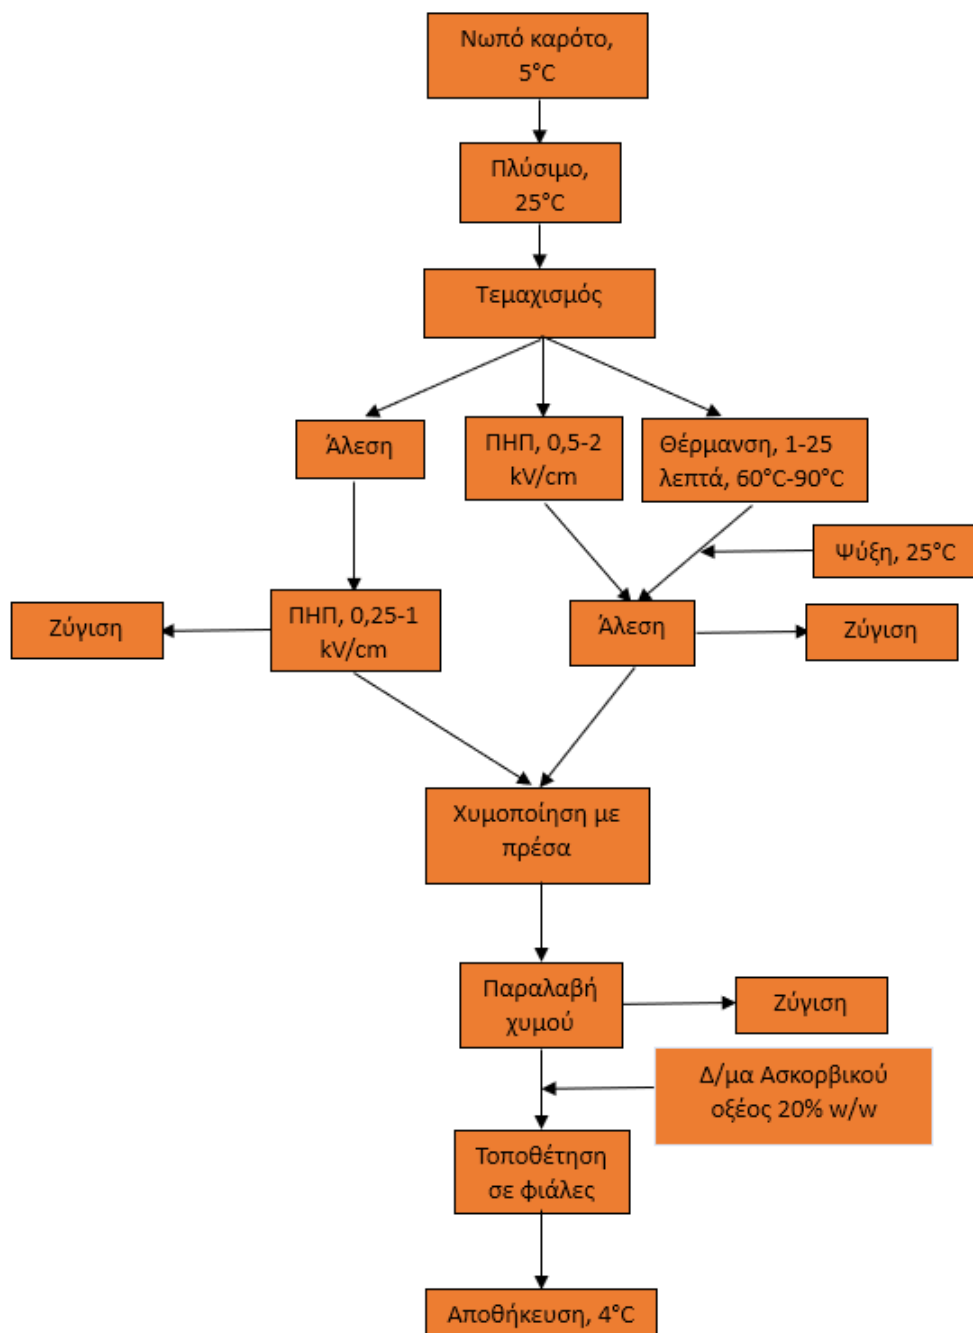 Νωπό καρότο,
5°C
Πλύσιμο,
25°C
Τεμαχισμός
Άλεση
ΠΗΠ, 0,5-2
kV/cm
Θέρμανση, 1-25
λεπτά, 60°C-90°C
Ψύξη, 25°C
Ζύγιση
ΠΗΠ, 0,25-1
kV/cm
Άλεση
Ζύγιση
Χυμοποίηση με
πρέσα
Παραλαβή
χυμού
Ζύγιση
Δ/μα Ασκορβικού
οξέος 20% w/w
Τοποθέτηση
σε φιάλες
Αποθήκευση, 4°C